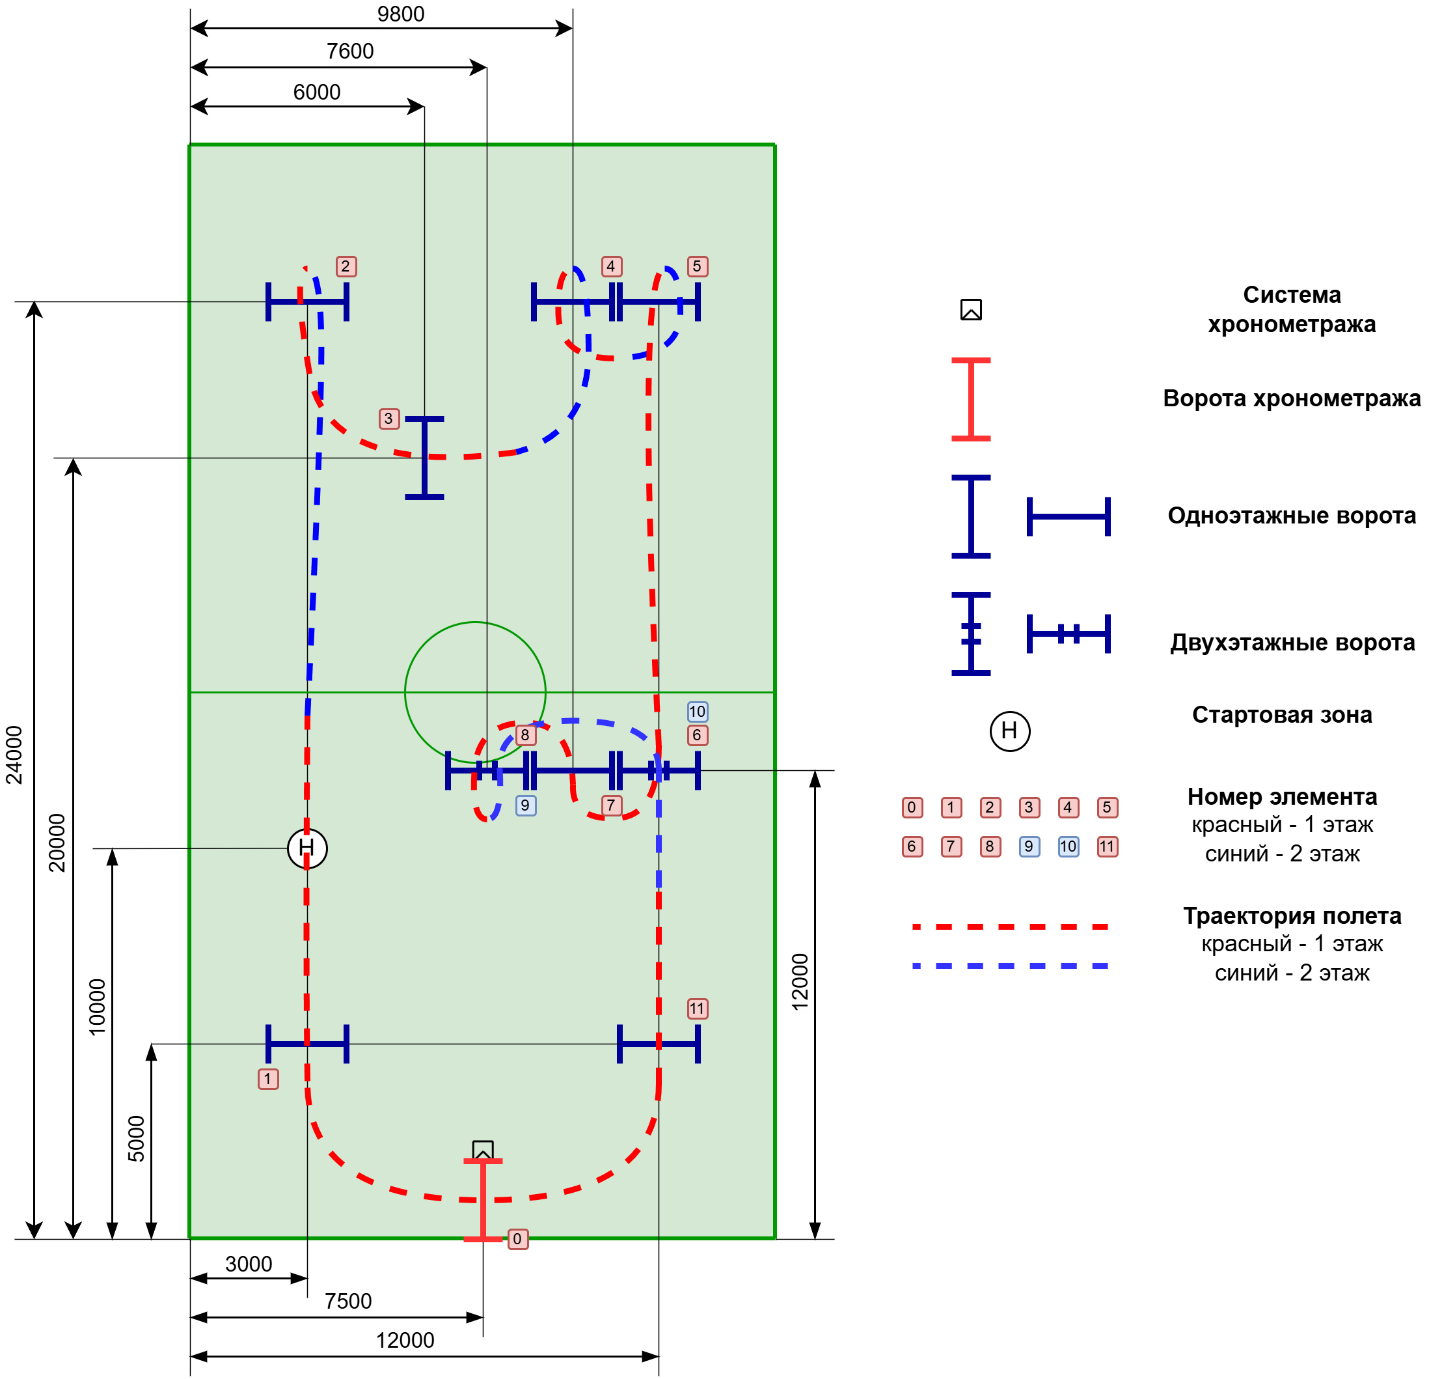 9800
7600
6000
2
4
5
3
24000
20000
10000
5000
12000
10
6
8
9
7
H
11
1
0
3000
7500
12000
Система
хронометража
Ворота хронометража
Одноэтажные ворота
Двухэтажные ворота
H
Стартовая зона
0 1 2 3 4 5
6 7 8 9 10 11
Номер элемента
красный - 1 этаж
синий - 2 этаж
Траектория полета
красный - 1 этаж
синий - 2 этаж